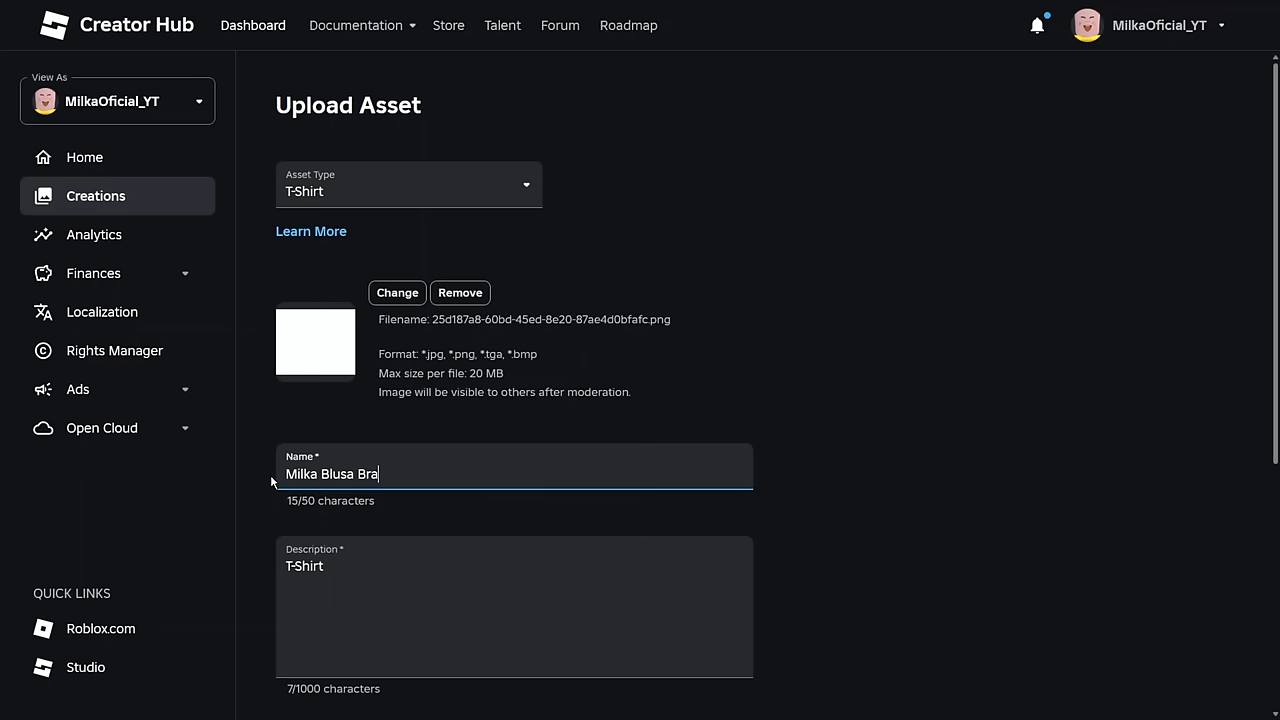 Creator Hub Dashboard Documentation Store Talent Forum Roadmap MilkaOficial_YT
View As
MilkaOficial_YT
Home
Creations
Analytics
Finances
Localization
Rights Manager
Ads
Open Cloud
QUICK LINKS
Roblox.com
Studio
Upload Asset
Asset Type
T-Shirt
Learn More
Change Remove
Filename: 25d187a8-60bd-45ed-8e20-87ae4d0bfafc.png
Format: *.jpg, *.png, *.tga, *.bmp
Max size per file: 20 MB
Image will be visible to others after moderation.
Name *
Milka Blusa Bra
15/50 characters
Description *
T-Shirt
7/1000 characters